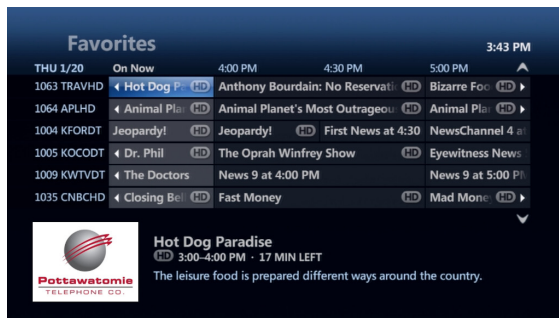 Favorites
3:43 PM
THU 1/20 On Now 4:00 PM 4:30 PM 5:00 PM
1063 TRAVHD Hot Dog P HD Anthony Bourdain: No Reservati HD Bizarre Foo HD
1064 APLHD Animal Pla HD Animal Planet's Most Outrageou HD Animal Pla HD
1004 KFORDT Jeopardy! Jeopardy! HD First News at 4:30 NewsChannel 4 a
1005 KOCODT Dr. Phil HD The Oprah Winfrey Show HD Eyewitness News
1009 KWTVDT The Doctors News 9 at 4:00 PM News 9 at 5:00 PM
1035 CNBCHD Closing Bell HD Fast Money HD Mad Mone HD
Pottawatomie
TELEPHONE CO.
Hot Dog Paradise
HD 3:00–4:00 PM · 17 MIN LEFT
The leisure food is prepared different ways around the country.